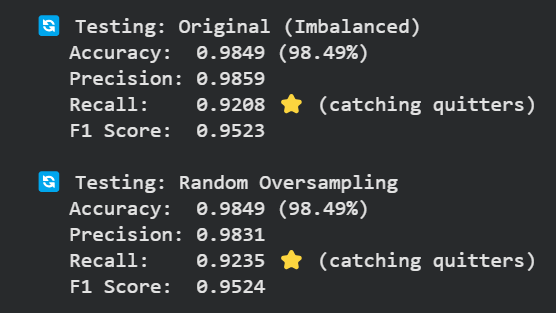 🔄 Testing: Original (Imbalanced)
Accuracy: 0.9849 (98.49%)
Precision: 0.9859
Recall: 0.9208 ⭐ (catching quitters)
F1 Score: 0.9523
🔄 Testing: Random Oversampling
Accuracy: 0.9849 (98.49%)
Precision: 0.9831
Recall: 0.9235 ⭐ (catching quitters)
F1 Score: 0.9524